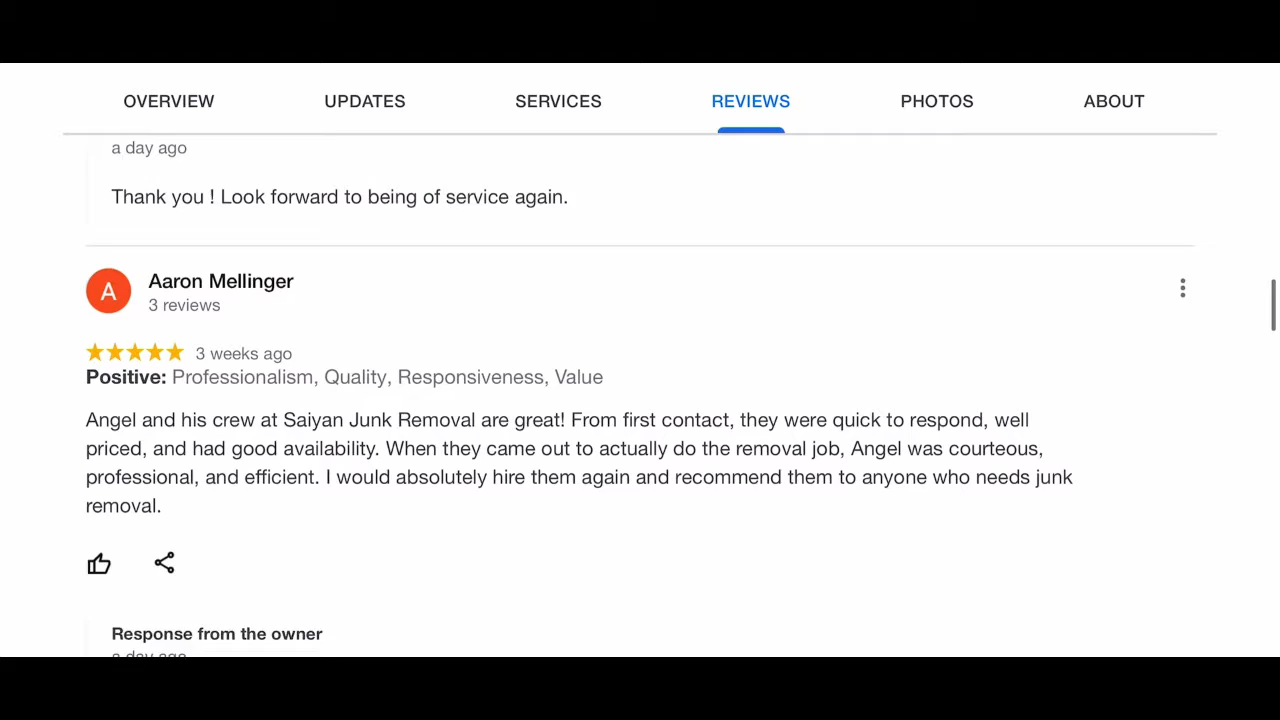 OVERVIEW UPDATES SERVICES REVIEWS PHOTOS ABOUT
a day ago
Thank you ! Look forward to being of service again.
A
Aaron Mellinger
3 reviews
3 weeks ago
Positive: Professionalism, Quality, Responsiveness, Value
Angel and his crew at Saiyan Junk Removal are great! From first contact, they were quick to respond, well
priced, and had good availability. When they came out to actually do the removal job, Angel was courteous,
professional, and efficient. I would absolutely hire them again and recommend them to anyone who needs junk
removal.
Response from the owner
a day ago